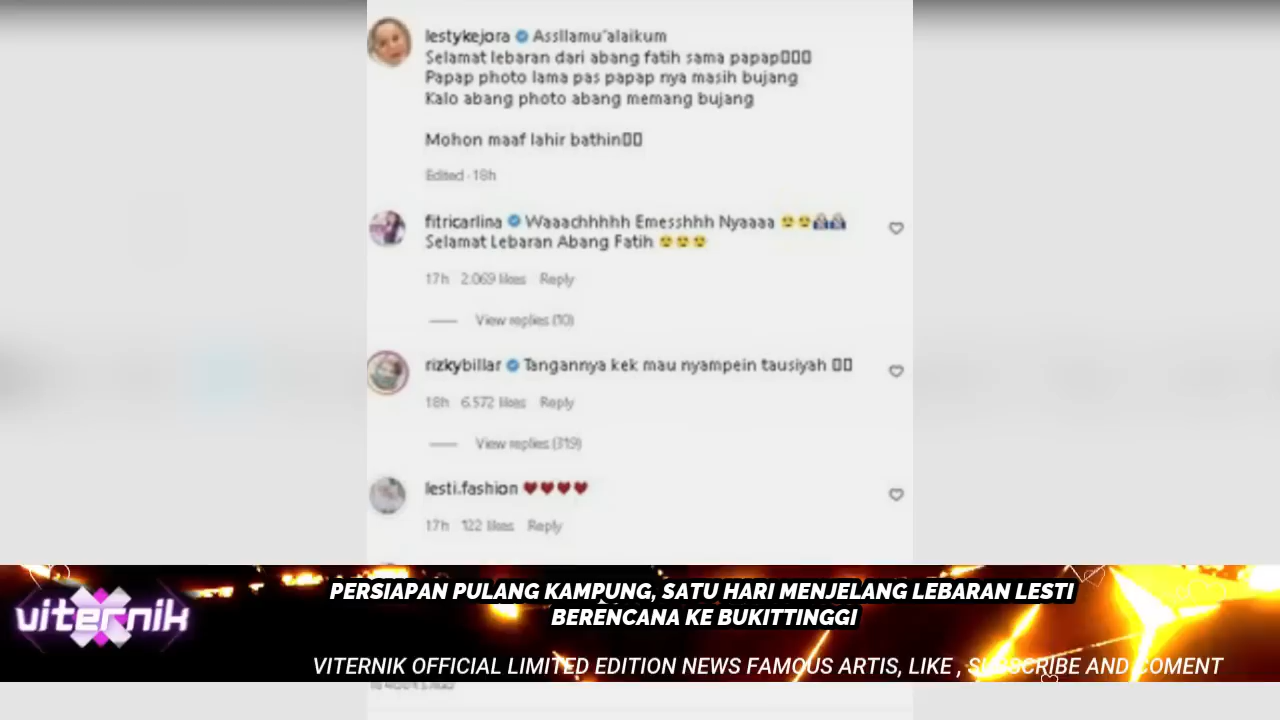 lestykejora Assllamu'alaikum
Selamat lebaran dari abang fatih sama papap
Papap photo lama pas papap nya masih bujang
Kalo abang photo abang memang bujang
Mohon maaf lahir bathin
Edited · 18h
fitricarlina Waaachhhhh Emesshhh Nyaaaa 😍😍🤱🤱
Selamat Lebaran Abang Fatih 😍😍😍
17h 2.069 likes Reply
View replies (10)
rizkybillar Tangannya kek mau nyampein tausiyah
18h 6.572 likes Reply
View replies (319)
lesti.fashion ♥♥♥♥
17h 122 likes Reply
PERSIAPAN PULANG KAMPUNG, SATU HARI MENJELANG LEBARAN LESTI
BERENCANA KE BUKITTINGGI
viternik
VITERNIK OFFICIAL LIMITED EDITION NEWS FAMOUS ARTIS, LIKE , SUBSCRIBE AND COMENT